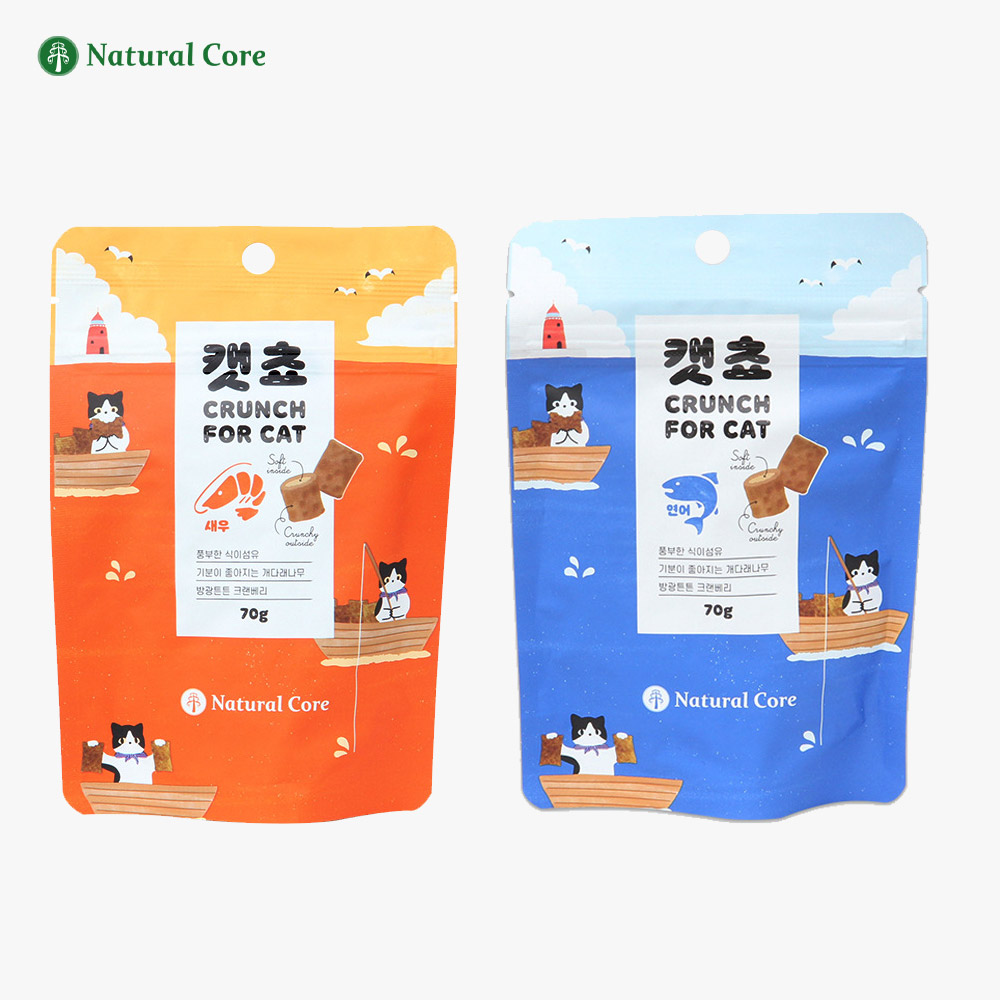 Natural Core
캣쵸
CRUNCH
FOR CAT
Soft
inside
새우
Crunchy
outside
풍부한 식이섬유
기분이 좋아지는 개다래나무
방광튼튼 크랜베리
70g
Natural Core
캣쵸
CRUNCH
FOR CAT
Soft
inside
연어
Crunchy
outside
풍부한 식이섬유
기분이 좋아지는 개다래나무
방광튼튼 크랜베리
70g
Natural Core